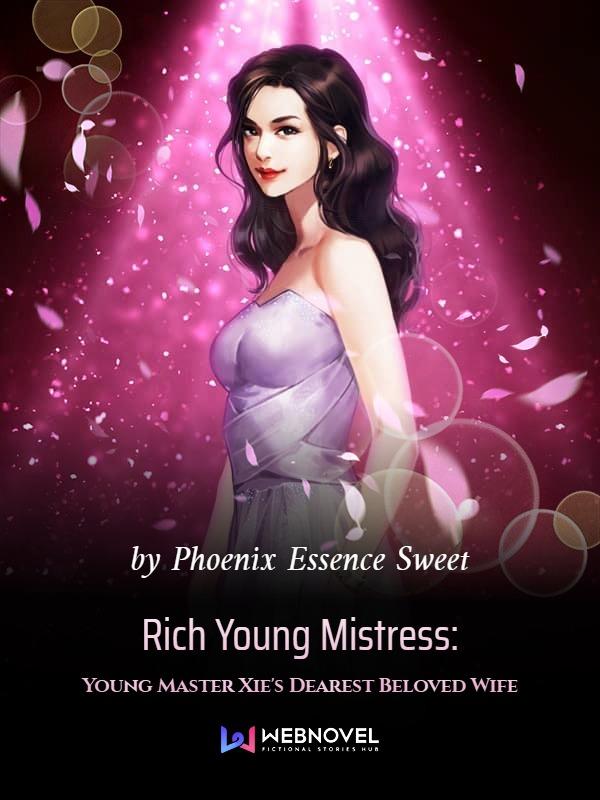 by Phoenix Essence Sweet
Rich Young Mistress:
Young Master Xie's Dearest Beloved Wife
WEBNOVEL
FICTIONAL STORIES HUB